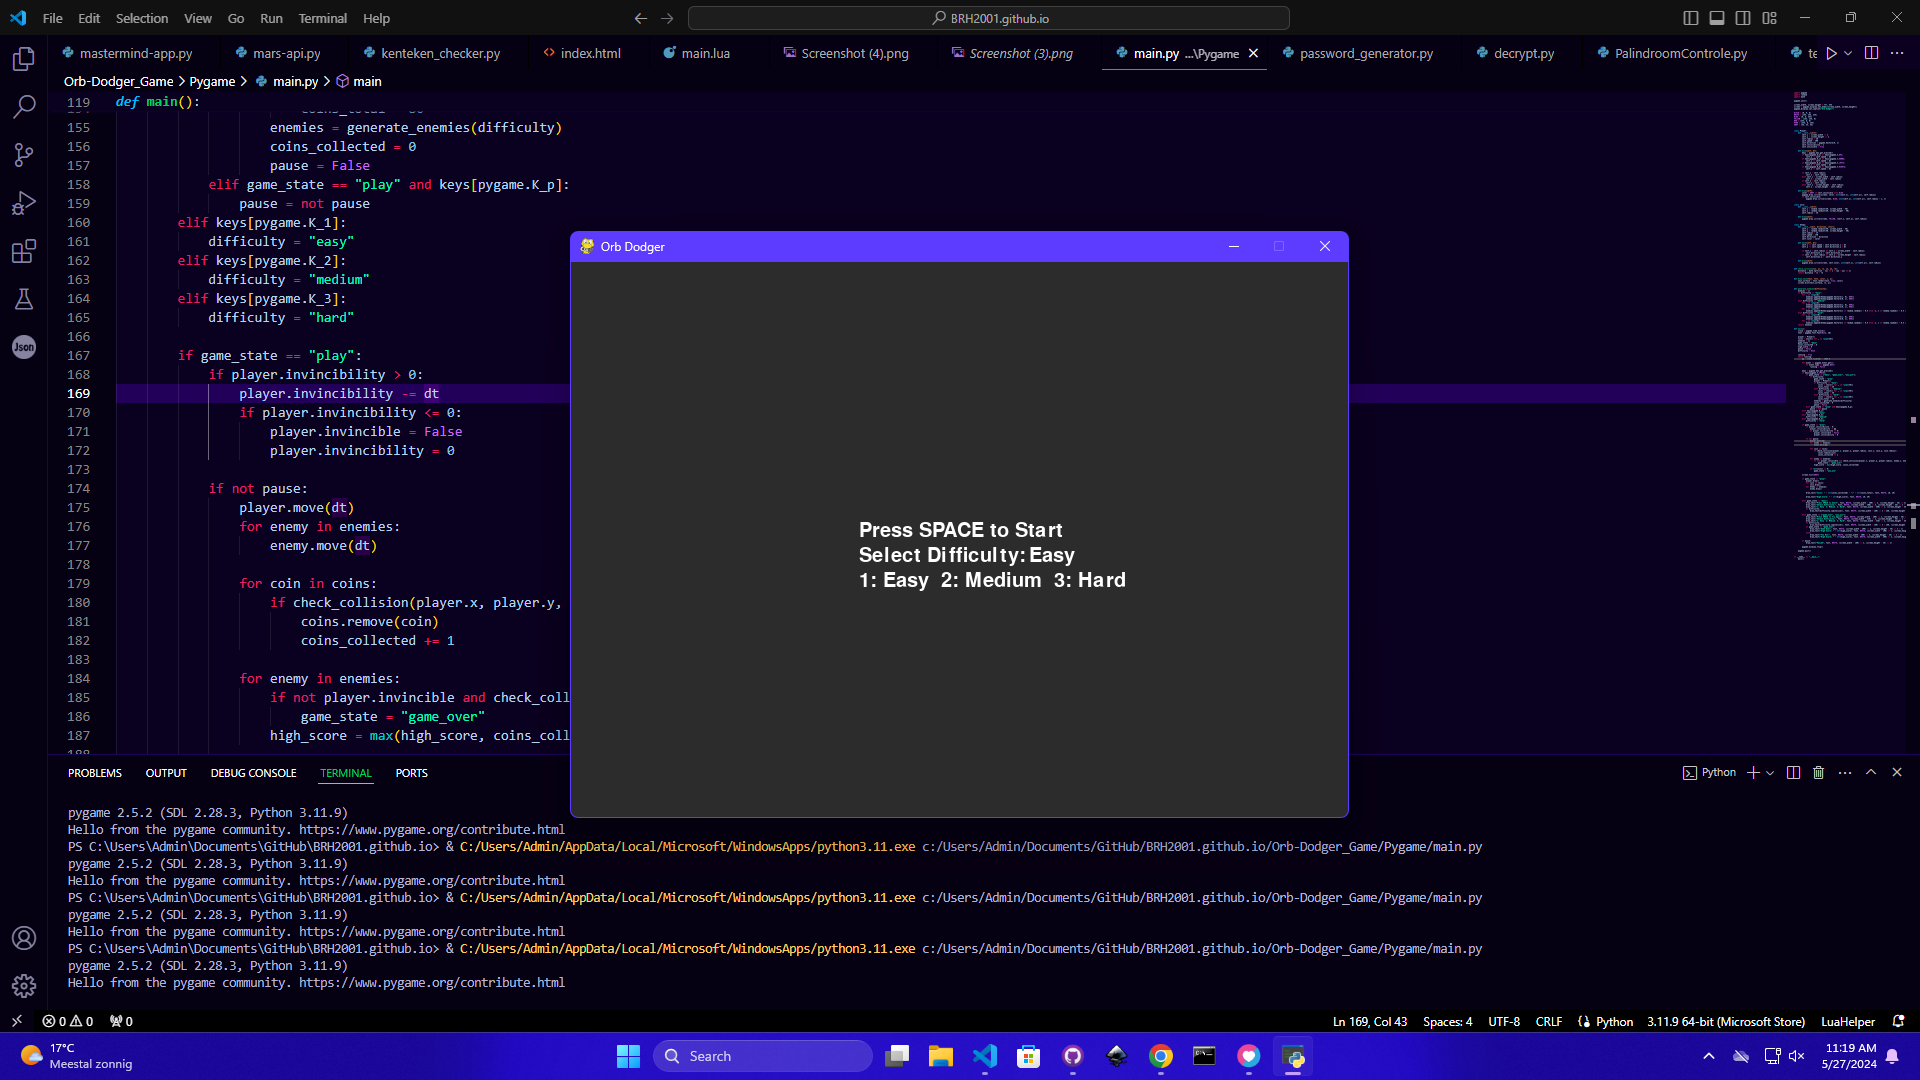 File Edit Selection View Go Run Terminal Help
BRH2001.github.io
mastermind-app.py mars-api.py kenteken_checker.py index.html main.lua Screenshot (4).png Screenshot (3).png main.py ...\Pygame password_generator.py decrypt.py PalindroomControle.py te
Orb-Dodger_Game > Pygame > main.py > main
119 def main():
155 enemies = generate_enemies(difficulty)
156 coins_collected = 0
157 pause = False
158 elif game_state == "play" and keys[pygame.K_p]:
159 pause = not pause
160 elif keys[pygame.K_1]:
161 difficulty = "easy"
162 elif keys[pygame.K_2]:
163 difficulty = "medium"
164 elif keys[pygame.K_3]:
165 difficulty = "hard"
166
167 if game_state == "play":
168 if player.invincibility > 0:
169 player.invincibility -= dt
170 if player.invincibility <= 0:
171 player.invincible = False
172 player.invincibility = 0
173
174 if not pause:
175 player.move(dt)
176 for enemy in enemies:
177 enemy.move(dt)
178
179 for coin in coins:
180 if check_collision(player.x, player.y,
181 coins.remove(coin)
182 coins_collected += 1
183
184 for enemy in enemies:
185 if not player.invincible and check_coll
186 game_state = "game_over"
187 high_score = max(high_score, coins_coll
Json
Orb Dodger
Press SPACE to Start
Select Difficulty: Easy
1: Easy 2: Medium 3: Hard
PROBLEMS OUTPUT DEBUG CONSOLE TERMINAL PORTS
Python
pygame 2.5.2 (SDL 2.28.3, Python 3.11.9)
Hello from the pygame community. https://www.pygame.org/contribute.html
PS C:\Users\Admin\Documents\GitHub\BRH2001.github.io> & C:/Users/Admin/AppData/Local/Microsoft/WindowsApps/python3.11.exe c:/Users/Admin/Documents/GitHub/BRH2001.github.io/Orb-Dodger_Game/Pygame/main.py
pygame 2.5.2 (SDL 2.28.3, Python 3.11.9)
Hello from the pygame community. https://www.pygame.org/contribute.html
PS C:\Users\Admin\Documents\GitHub\BRH2001.github.io> & C:/Users/Admin/AppData/Local/Microsoft/WindowsApps/python3.11.exe c:/Users/Admin/Documents/GitHub/BRH2001.github.io/Orb-Dodger_Game/Pygame/main.py
pygame 2.5.2 (SDL 2.28.3, Python 3.11.9)
Hello from the pygame community. https://www.pygame.org/contribute.html
PS C:\Users\Admin\Documents\GitHub\BRH2001.github.io> & C:/Users/Admin/AppData/Local/Microsoft/WindowsApps/python3.11.exe c:/Users/Admin/Documents/GitHub/BRH2001.github.io/Orb-Dodger_Game/Pygame/main.py
pygame 2.5.2 (SDL 2.28.3, Python 3.11.9)
Hello from the pygame community. https://www.pygame.org/contribute.html
0 0 0 Ln 169, Col 43 Spaces: 4 UTF-8 CRLF Python 3.11.9 64-bit (Microsoft Store) LuaHelper
17°C
Meestal zonnig
Search
11:19 AM
5/27/2024